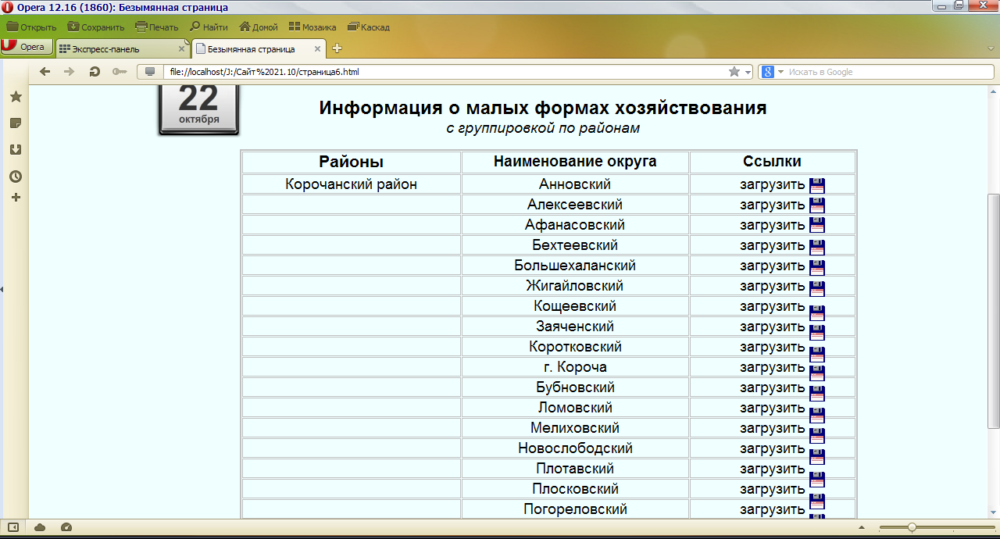 Opera 12.16 (1860): Безымянная страница
Открыть Сохранить Печать Найти Домой Мозаика Каскад
Opera Экспресс-панель Безымянная страница
file://localhost/J:/Сайт%2021.10/страница6.html Искать в Google
22
октября
Информация о малых формах хозяйствования
с группировкой по районам
Районы Наименование округа Ссылки
Корочанский район Анновский загрузить
Алексеевский загрузить
Афанасовский загрузить
Бехтеевский загрузить
Большехаланский загрузить
Жигайловский загрузить
Кощеевский загрузить
Заяченский загрузить
Коротковский загрузить
г. Короча загрузить
Бубновский загрузить
Ломовский загрузить
Мелиховский загрузить
Новослободский загрузить
Плотавский загрузить
Плосковский загрузить
Погореловский загрузить